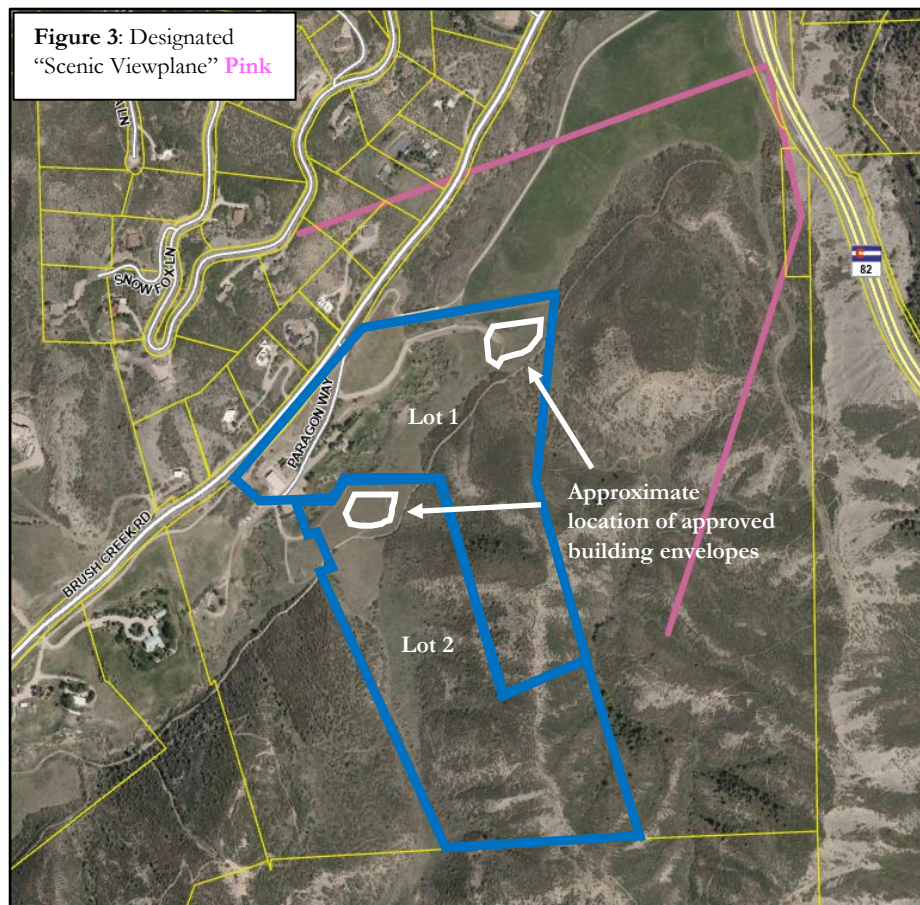 Figure 3: Designated
“Scenic Viewplane” Pink
LN
SNOW FOX LN
82
PARAGON WAY
Lot 1
Approximate
location of approved
building envelopes
BRUSH CREEK RD
Lot 2